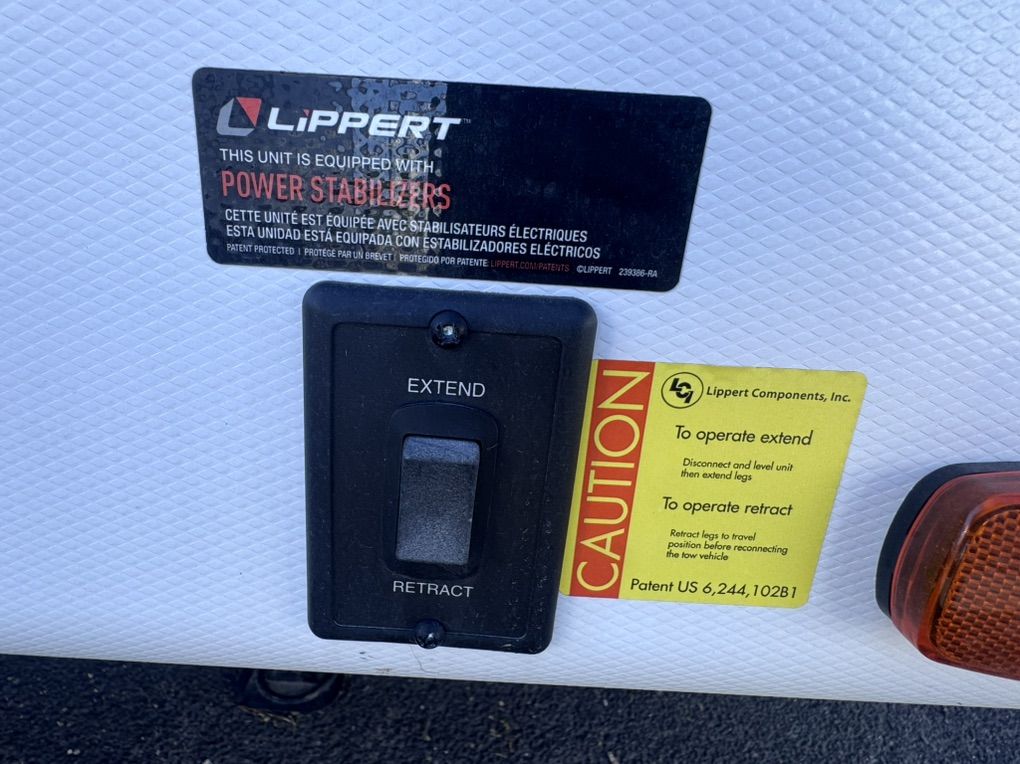 LiPPERT™
THIS UNIT IS EQUIPPED WITH
POWER STABILIZERS
CETTE UNITÉ EST ÉQUIPÉE AVEC STABILISATEURS ÉLECTRIQUES
ESTA UNIDAD ESTÁ EQUIPADA CON ESTABILIZADORES ELÉCTRICOS
PATENT PROTECTED | PROTÉGÉ PAR UN BREVET | PROTEGIDO POR PATENTE: LIPPERT.COM/PATENTS ©LIPPERT 239386-RA
EXTEND
RETRACT
CAUTION
LCI Lippert Components, Inc.
To operate extend
Disconnect and level unit
then extend legs
To operate retract
Retract legs to travel
position before reconnecting
the tow vehicle
Patent US 6,244,102B1